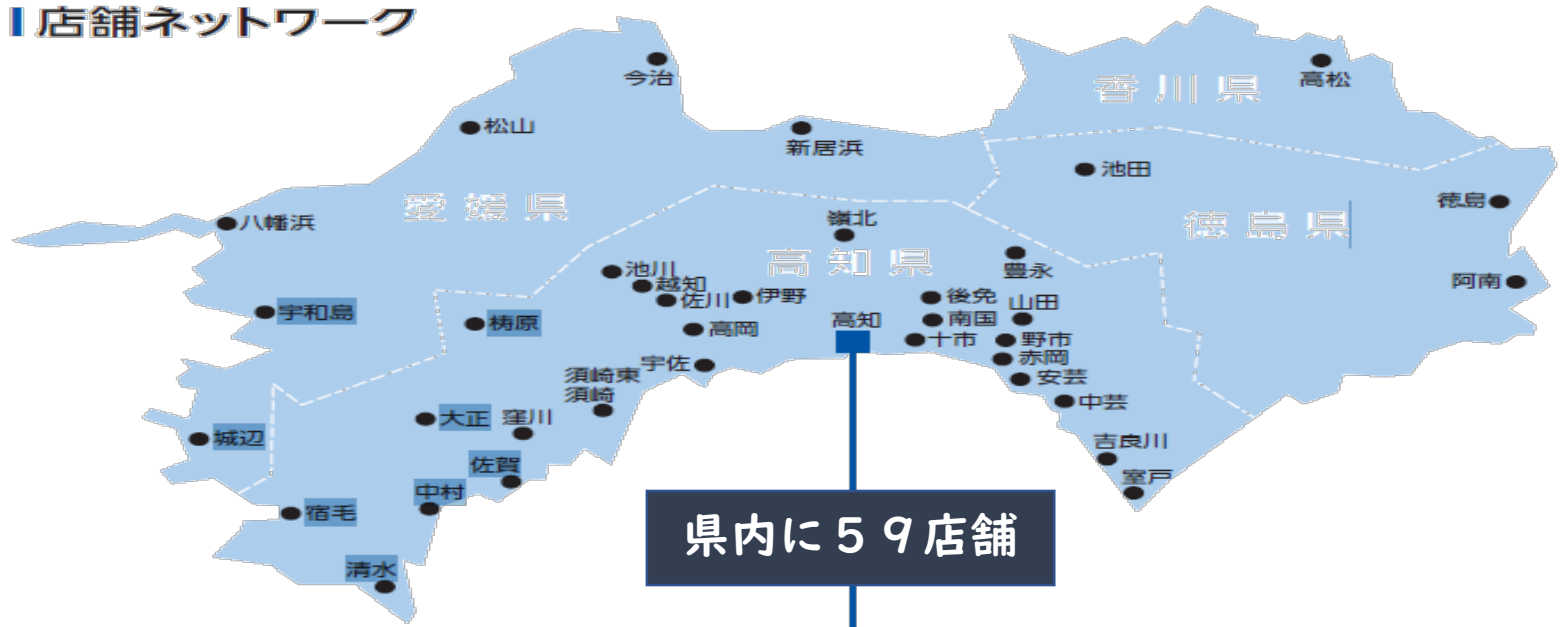 店舗ネットワーク
今治
高松
香川県
松山
新居浜
池田
徳島
愛媛県
八幡浜
嶺北
徳島県
高知県
豊永
池川
越知
阿南
佐川
伊野
後免
山田
宇和島
梼原
高岡
高知
南国
十市
野市
赤岡
宇佐
須崎東
須崎
安芸
中芸
大正
窪川
城辺
吉良川
佐賀
室戸
中村
宿毛
県内に59店舗
清水